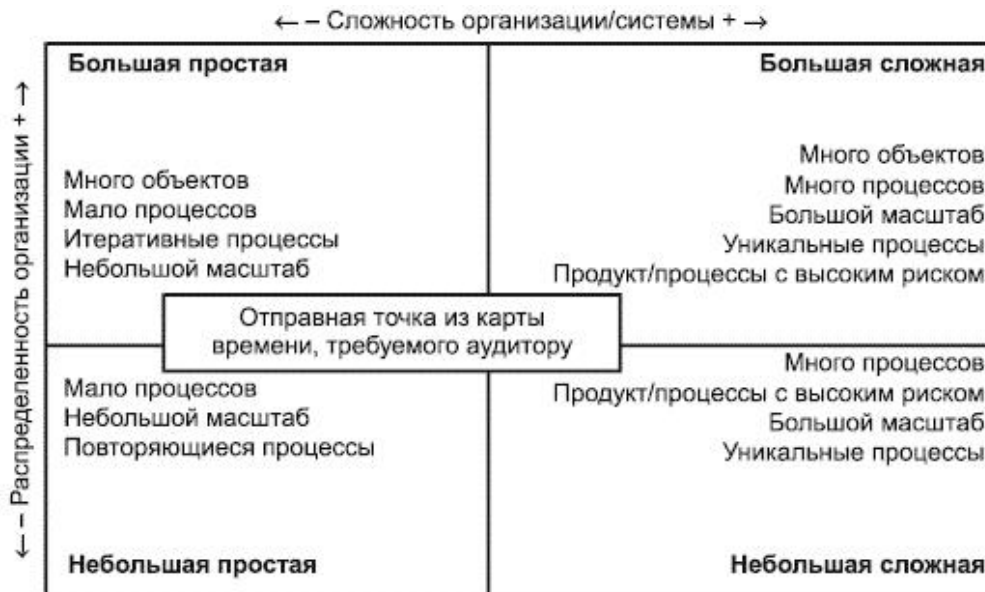 ← – Сложность организации/системы + →
← – Распределенность организации + →
Большая простая
Много объектов
Мало процессов
Итеративные процессы
Небольшой масштаб
Большая сложная
Много объектов
Много процессов
Большой масштаб
Уникальные процессы
Продукт/процессы с высоким риском
Отправная точка из карты
времени, требуемого аудитору
Мало процессов
Небольшой масштаб
Повторяющиеся процессы
Небольшая простая
Много процессов
Продукт/процессы с высоким риском
Большой масштаб
Уникальные процессы
Небольшая сложная